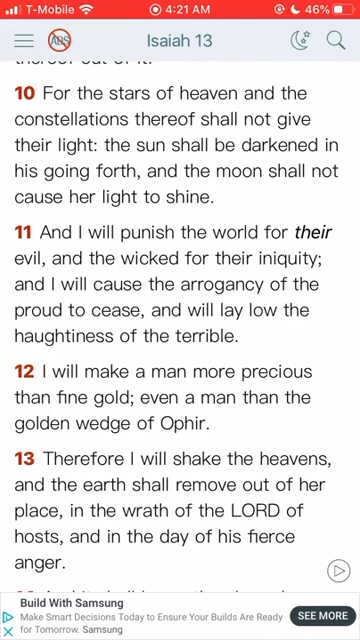 T-Mobile 4:21 AM 46%
ADS Isaiah 13
thereof out of it.
10 For the stars of heaven and the
constellations thereof shall not give
their light: the sun shall be darkened in
his going forth, and the moon shall not
cause her light to shine.
11 And I will punish the world for their
evil, and the wicked for their iniquity;
and I will cause the arrogancy of the
proud to cease, and will lay low the
haughtiness of the terrible.
12 I will make a man more precious
than fine gold; even a man than the
golden wedge of Ophir.
13 Therefore I will shake the heavens,
and the earth shall remove out of her
place, in the wrath of the LORD of
hosts, and in the day of his fierce
anger.
Build With Samsung
Make Smart Decisions Today to Ensure Your Builds Are Ready
for Tomorrow. Samsung
SEE MORE